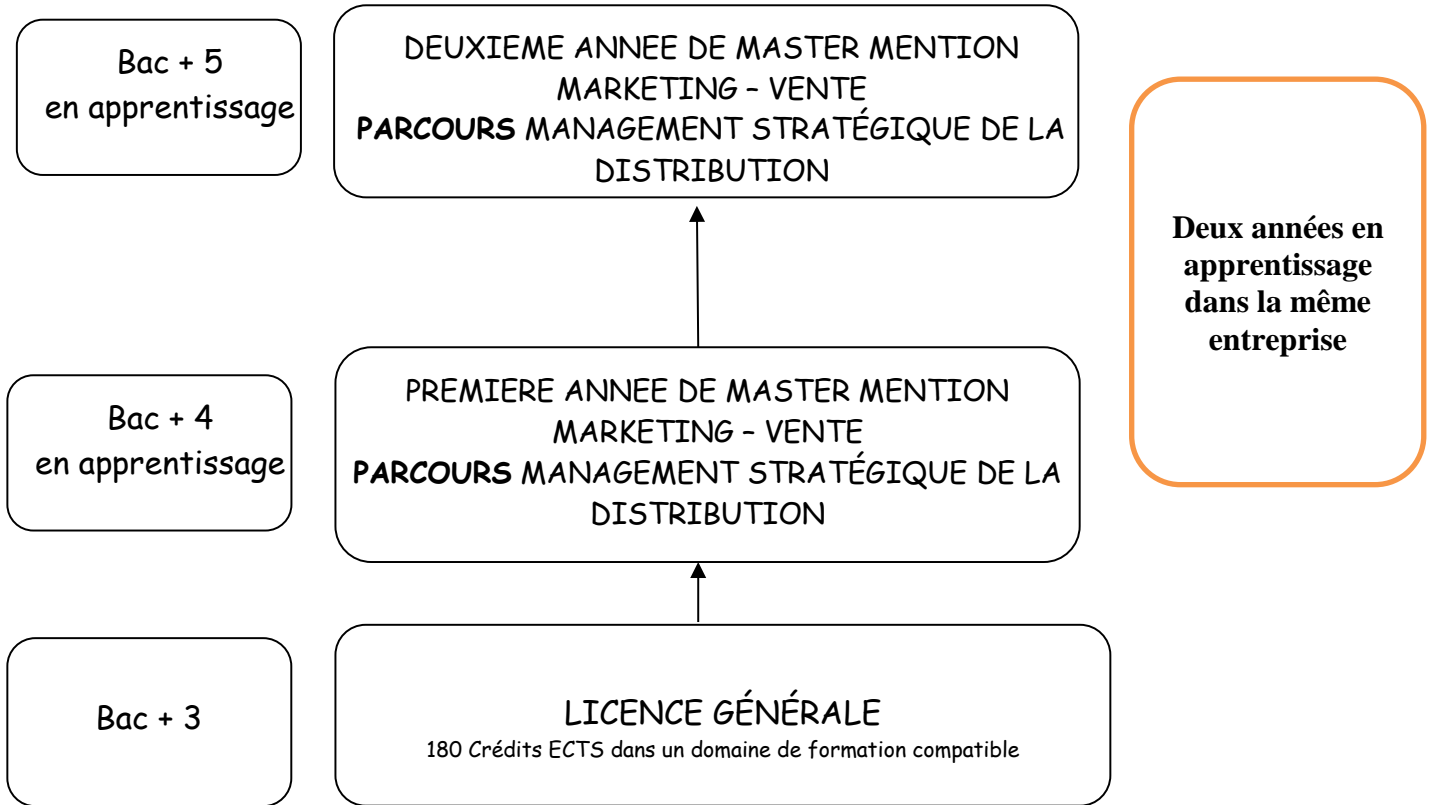 Bac + 5
en apprentissage
DEUXIEME ANNEE DE MASTER MENTION
MARKETING – VENTE
PARCOURS MANAGEMENT STRATÉGIQUE DE LA
DISTRIBUTION
Deux années en
apprentissage
dans la même
entreprise
Bac + 4
en apprentissage
PREMIERE ANNEE DE MASTER MENTION
MARKETING – VENTE
PARCOURS MANAGEMENT STRATÉGIQUE DE LA
DISTRIBUTION
Bac + 3
LICENCE GÉNÉRALE
180 Crédits ECTS dans un domaine de formation compatible